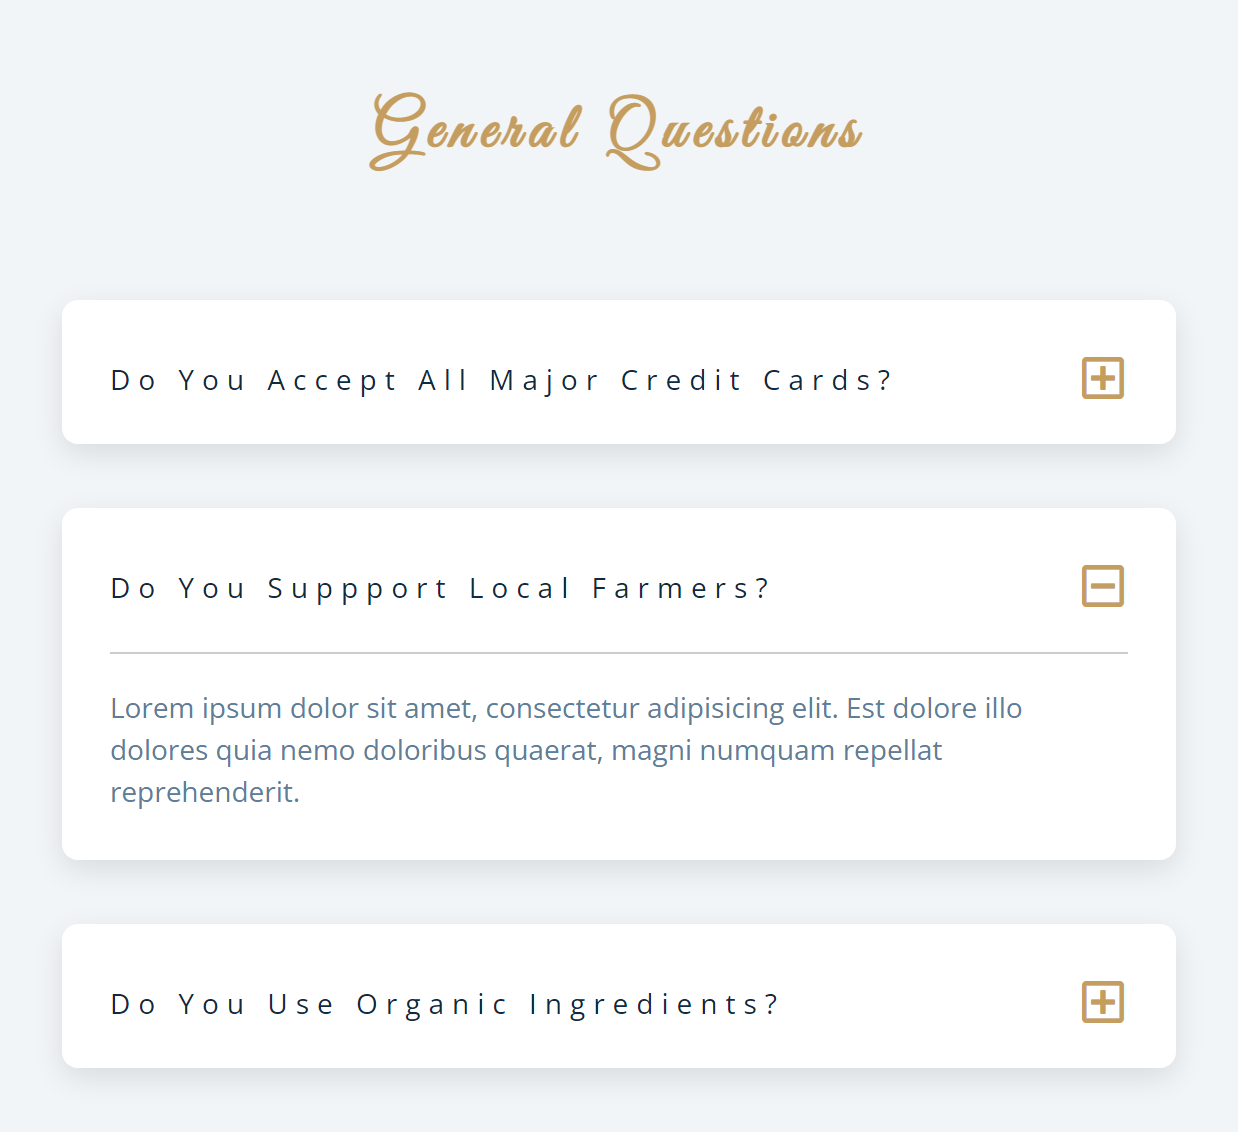 General Questions
Do You Accept All Major Credit Cards?
Do You Suppport Local Farmers?
Lorem ipsum dolor sit amet, consectetur adipisicing elit. Est dolore illo
dolores quia nemo doloribus quaerat, magni numquam repellat
reprehenderit.
Do You Use Organic Ingredients?